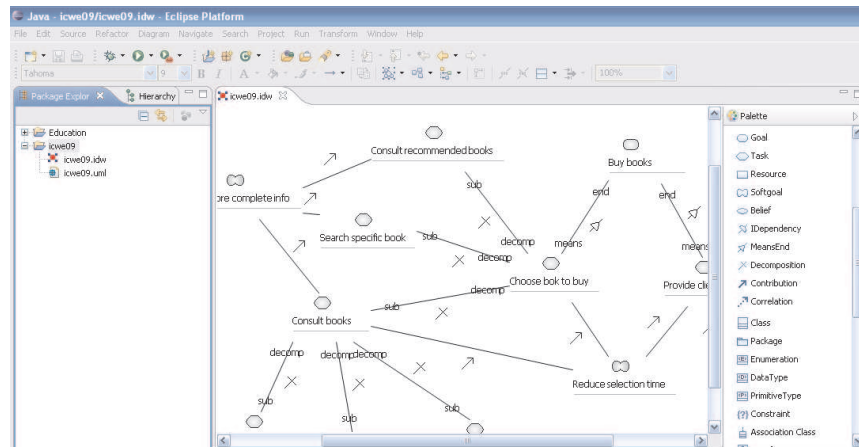 Java - icwe09/icwe09.idw - Eclipse Platform
File Edit Source Refactor Diagram Navigate Search Project Run Transform Window Help
Tahoma 9 B I A 100%
Package Explor Hierarchy
Education
icwe09
icwe09.idw
icwe09.uml
icwe09.idw
Consult recommended books
Buy books
ore complete info
sub
end
end
Search specific book
sub
decomp
means
means
decomp
Choose bok to buy
Provide clie
decomp
sub
Consult books
decomp
decomp
decomp
Reduce selection time
sub
sub
sub
Palette
Goal
Task
Resource
Softgoal
Belief
IDependency
MeansEnd
Decomposition
Contribution
Correlation
Class
Package
Enumeration
DataType
PrimitiveType
Constraint
Association Class